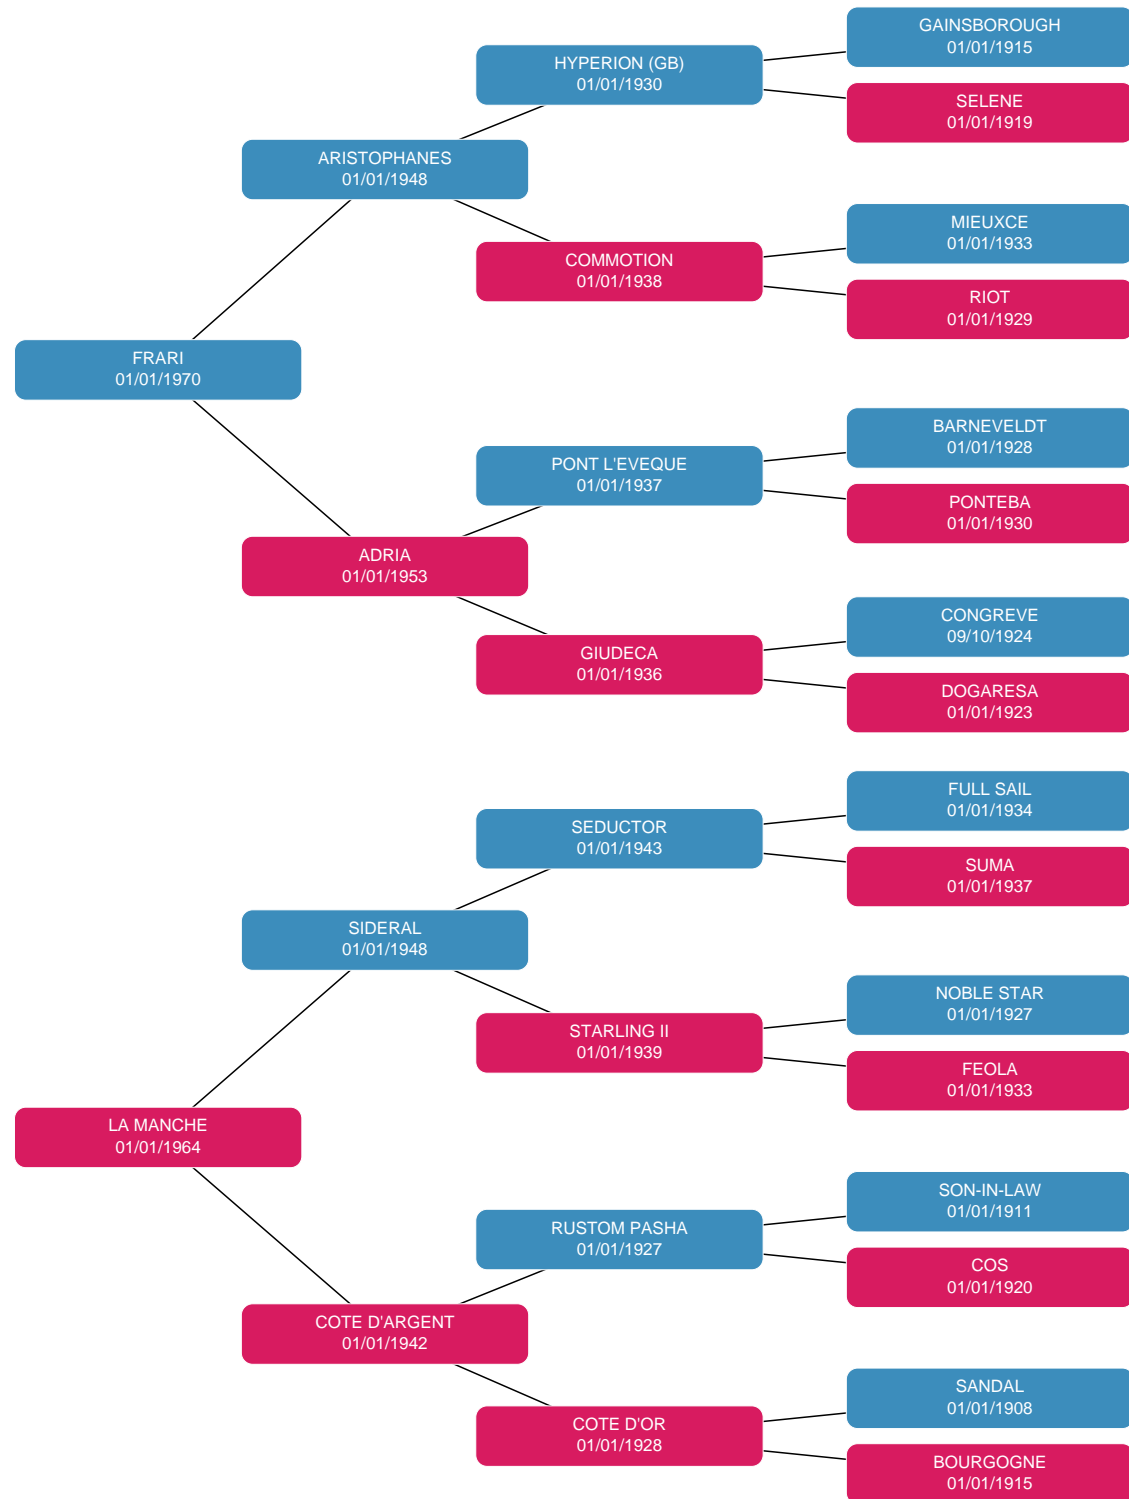 GAINSBOROUGH
01/01/1915
HYPERION (GB)
01/01/1930
SELENE
01/01/1919
ARISTOPHANES
01/01/1948
MIEUXCE
01/01/1933
COMMOTION
01/01/1938
RIOT
01/01/1929
FRARI
01/01/1970
BARNEVELDT
01/01/1928
PONT L'EVEQUE
01/01/1937
PONTEBA
01/01/1930
ADRIA
01/01/1953
CONGREVE
09/10/1924
GIUDECA
01/01/1936
DOGARESA
01/01/1923
FULL SAIL
01/01/1934
SEDUCTOR
01/01/1943
SUMA
01/01/1937
SIDERAL
01/01/1948
NOBLE STAR
01/01/1927
STARLING II
01/01/1939
FEOLA
01/01/1933
LA MANCHE
01/01/1964
SON-IN-LAW
01/01/1911
RUSTOM PASHA
01/01/1927
COS
01/01/1920
COTE D'ARGENT
01/01/1942
SANDAL
01/01/1908
COTE D'OR
01/01/1928
BOURGOGNE
01/01/1915